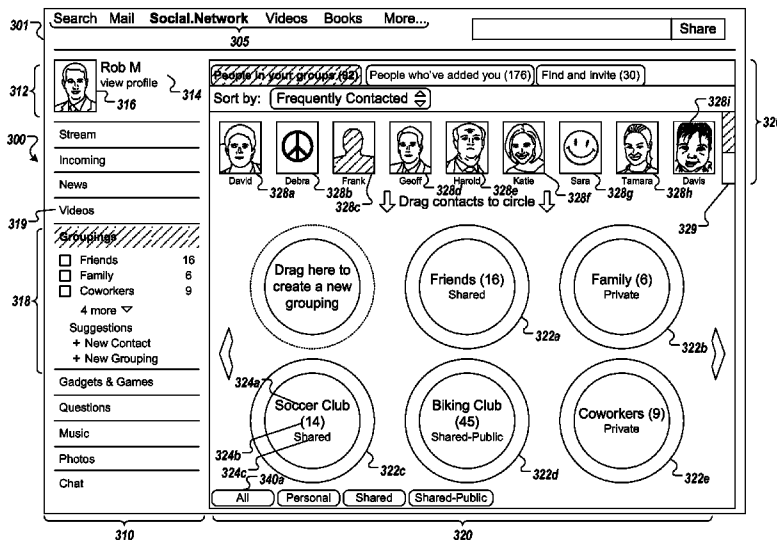 Search Mail Social.Network Videos Books More...
Share
301
305
Rob M
view profile
312
316
314
300
Stream
Incoming
News
Videos
319
Groupings
Friends 16
Family 6
Coworkers 9
4 more
Suggestions
+ New Contact
+ New Grouping
318
Gadgets & Games
Questions
Music
Photos
Chat
310
People in your groups (92)
People who've added you (176)
Find and invite (30)
Sort by: Frequently Contacted
328i
David
Debra
Frank
Geoff
Harold
Katie
Sara
Tamara
Davis
328a
328b
328c
328d
328e
328f
328g
328h
329
Drag contacts to circle
Drag here to
create a new
grouping
Friends (16)
Shared
322a
Family (6)
Private
322b
324a
Soccer Club
(14)
Shared
324b
324c
340a
322c
Biking Club
(45)
Shared-Public
322d
Coworkers (9)
Private
322e
All
Personal
Shared
Shared-Public
320